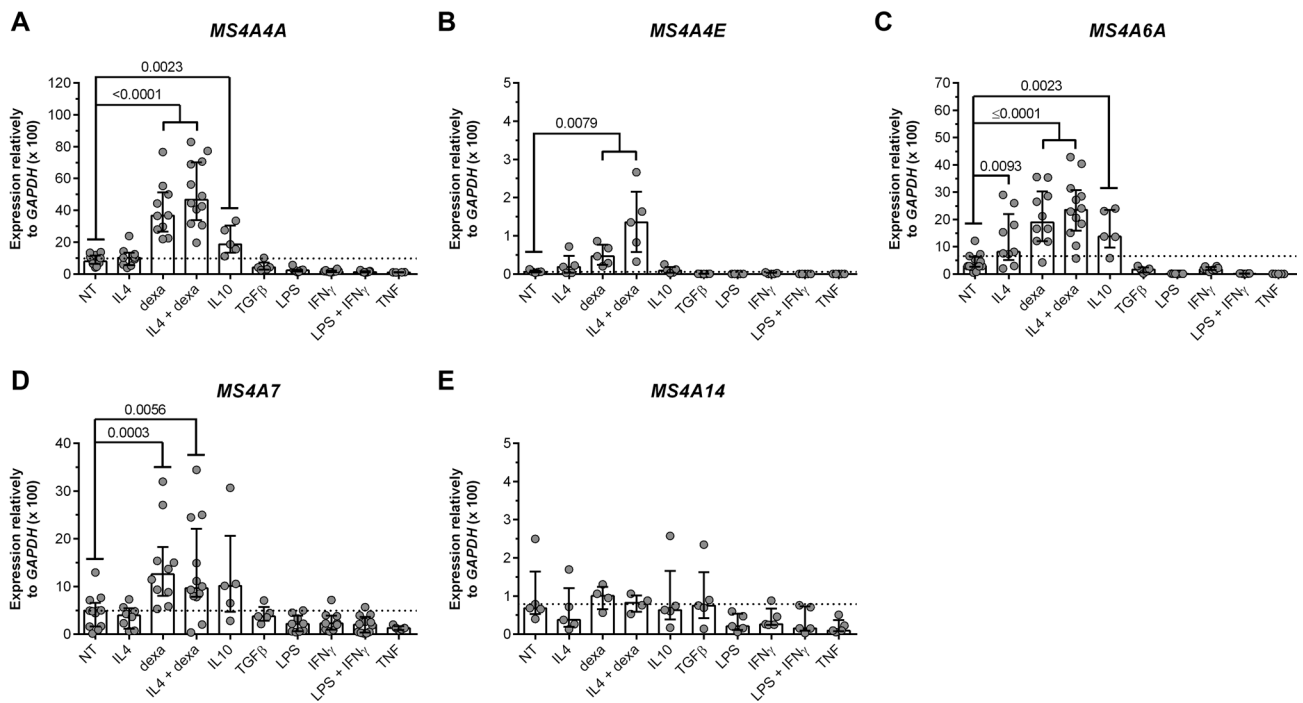 A
MS4A4A
Expression relatively
to GAPDH (x 100)
120
100
80
60
40
20
10
0
0.0023
<0.0001
NT
IL4
dexa
IL4 + dexa
IL10
TGFβ
LPS
IFNγ
LPS + IFNγ
TNF
B
MS4A4E
Expression relatively
to GAPDH (x 100)
5
4
3
2
1
0
0.0079
NT
IL4
dexa
IL4 + dexa
IL10
TGFβ
LPS
IFNγ
LPS + IFNγ
TNF
C
MS4A6A
Expression relatively
to GAPDH (x 100)
70
60
50
40
30
20
10
0
0.0023
≤0.0001
0.0093
NT
IL4
dexa
IL4 + dexa
IL10
TGFβ
LPS
IFNγ
LPS + IFNγ
TNF
D
MS4A7
Expression relatively
to GAPDH (x 100)
40
30
20
10
0
0.0056
0.0003
NT
IL4
dexa
IL4 + dexa
IL10
TGFβ
LPS
IFNγ
LPS + IFNγ
TNF
E
MS4A14
Expression relatively
to GAPDH (x 100)
5
4
3
2
1
0
NT
IL4
dexa
IL4 + dexa
IL10
TGFβ
LPS
IFNγ
LPS + IFNγ
TNF